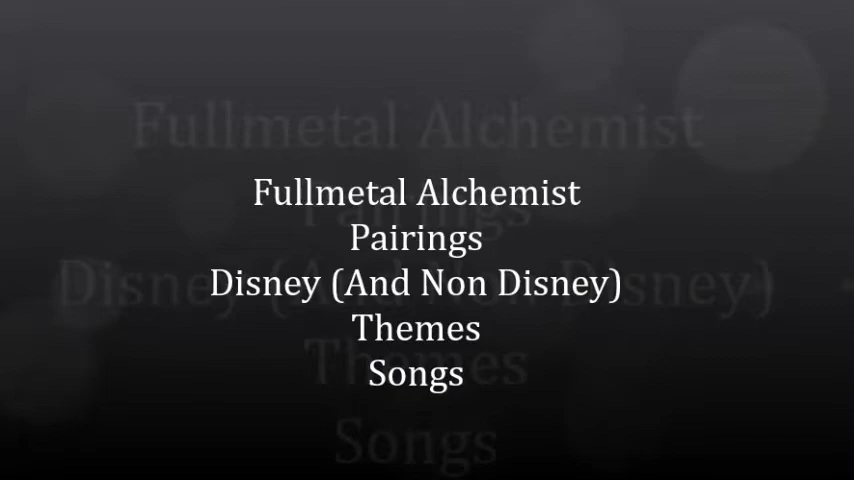 Fullmetal Alchemist
Pairings
Disney (And Non Disney)
Themes
Songs